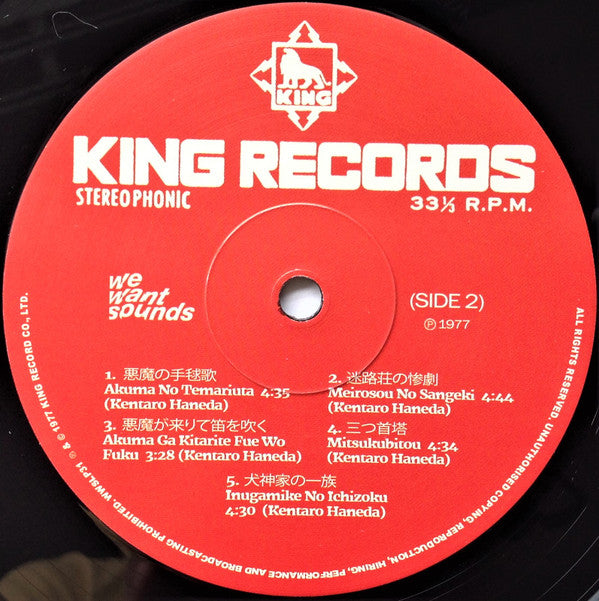 KING
KING RECORDS
STEREOPHONIC
33⅓ R.P.M.
we
want
sounds
(SIDE 2)
℗ 1977
1. 悪魔の手毬歌
Akuma No Temariuta 4:35
(Kentaro Haneda)
2. 迷路荘の惨劇
Meirosou No Sangeki 4:44
(Kentaro Haneda)
3. 悪魔が来りて笛を吹く
Akuma Ga Kitarite Fue Wo
Fuku 3:28 (Kentaro Haneda)
4. 三つ首塔
Mitsukubitou 4:34
(Kentaro Haneda)
5. 犬神家の一族
Inugamike No Ichizoku
4:30 (Kentaro Haneda)
ALL RIGHTS RESERVED. UNAUTHORISED COPYING, REPRODUCTION, HIRING, PERFORMANCE AND BROADCASTING PROHIBITED. WWSLP31 ℗ & © 1977 KING RECORD CO., LTD.